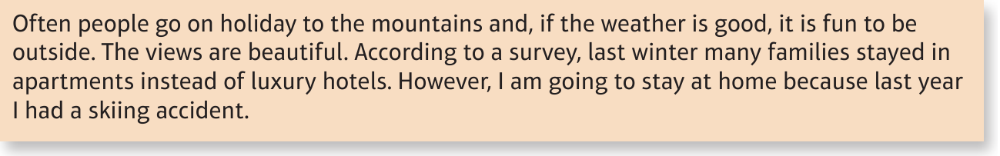 Often people go on holiday to the mountains and, if the weather is good, it is fun to be
outside. The views are beautiful. According to a survey, last winter many families stayed in
apartments instead of luxury hotels. However, I am going to stay at home because last year
I had a skiing accident.